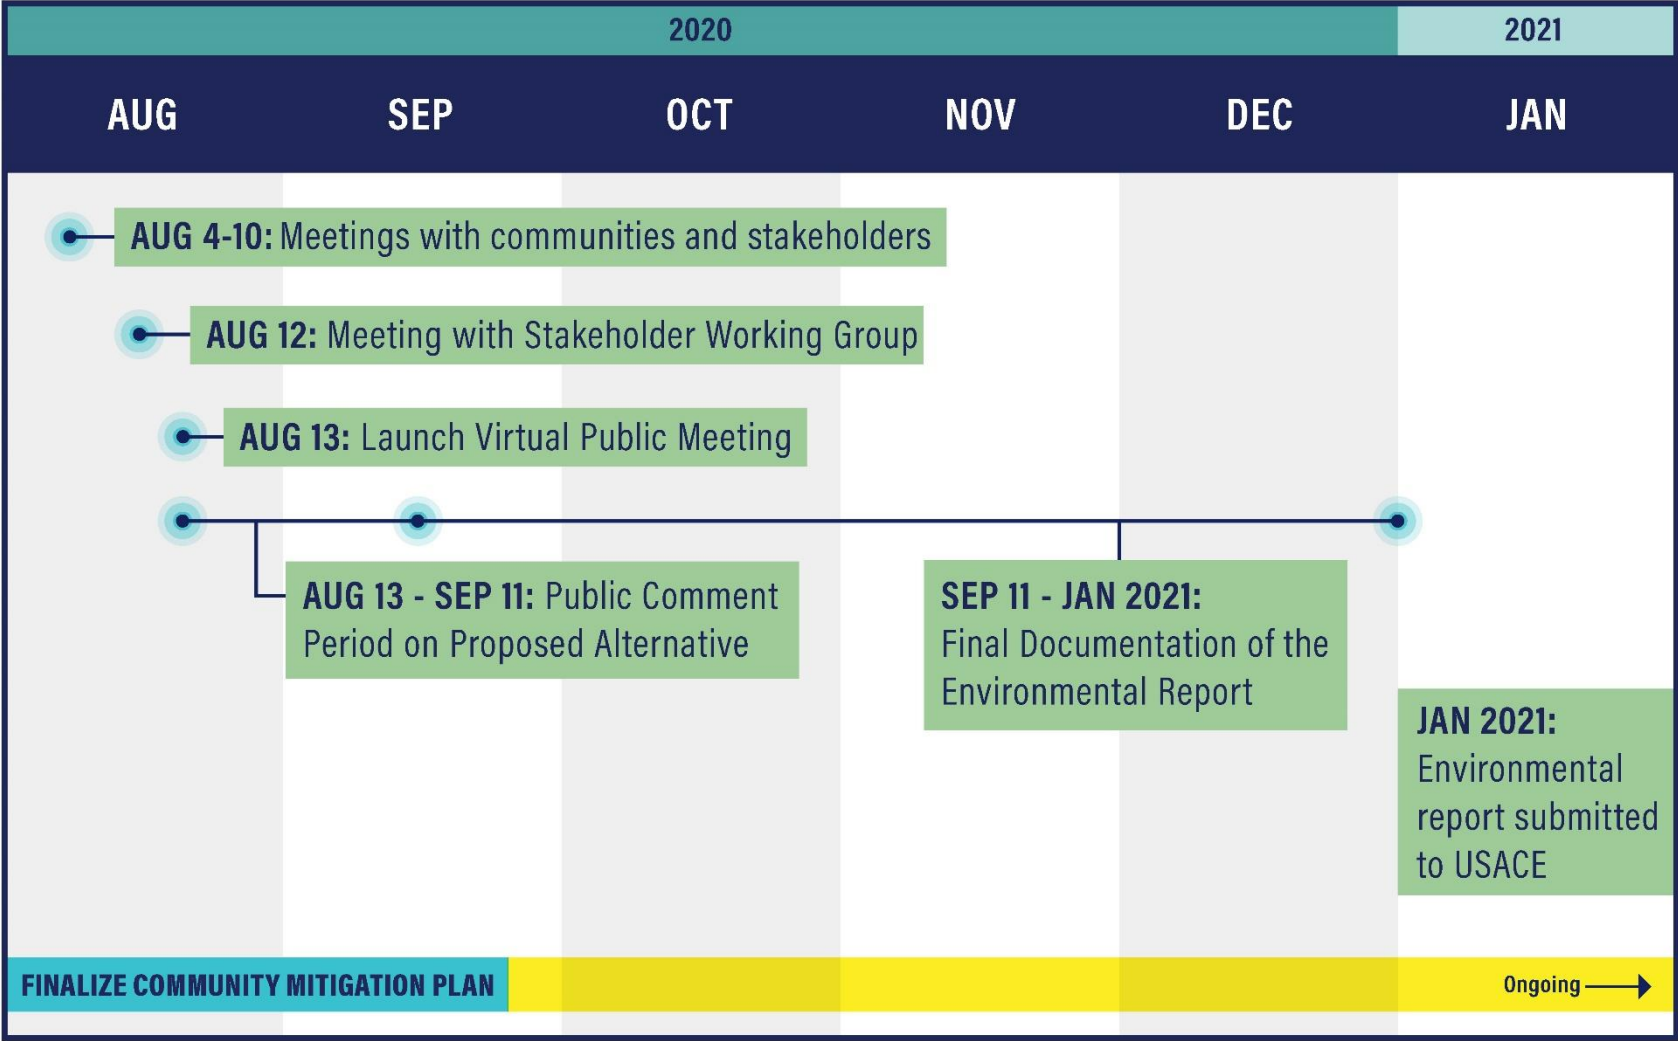 2020 2021
AUG SEP OCT NOV DEC JAN
AUG 4-10: Meetings with communities and stakeholders
AUG 12: Meeting with Stakeholder Working Group
AUG 13: Launch Virtual Public Meeting
AUG 13 - SEP 11: Public Comment
Period on Proposed Alternative
SEP 11 - JAN 2021:
Final Documentation of the
Environmental Report
JAN 2021:
Environmental
report submitted
to USACE
FINALIZE COMMUNITY MITIGATION PLAN
Ongoing